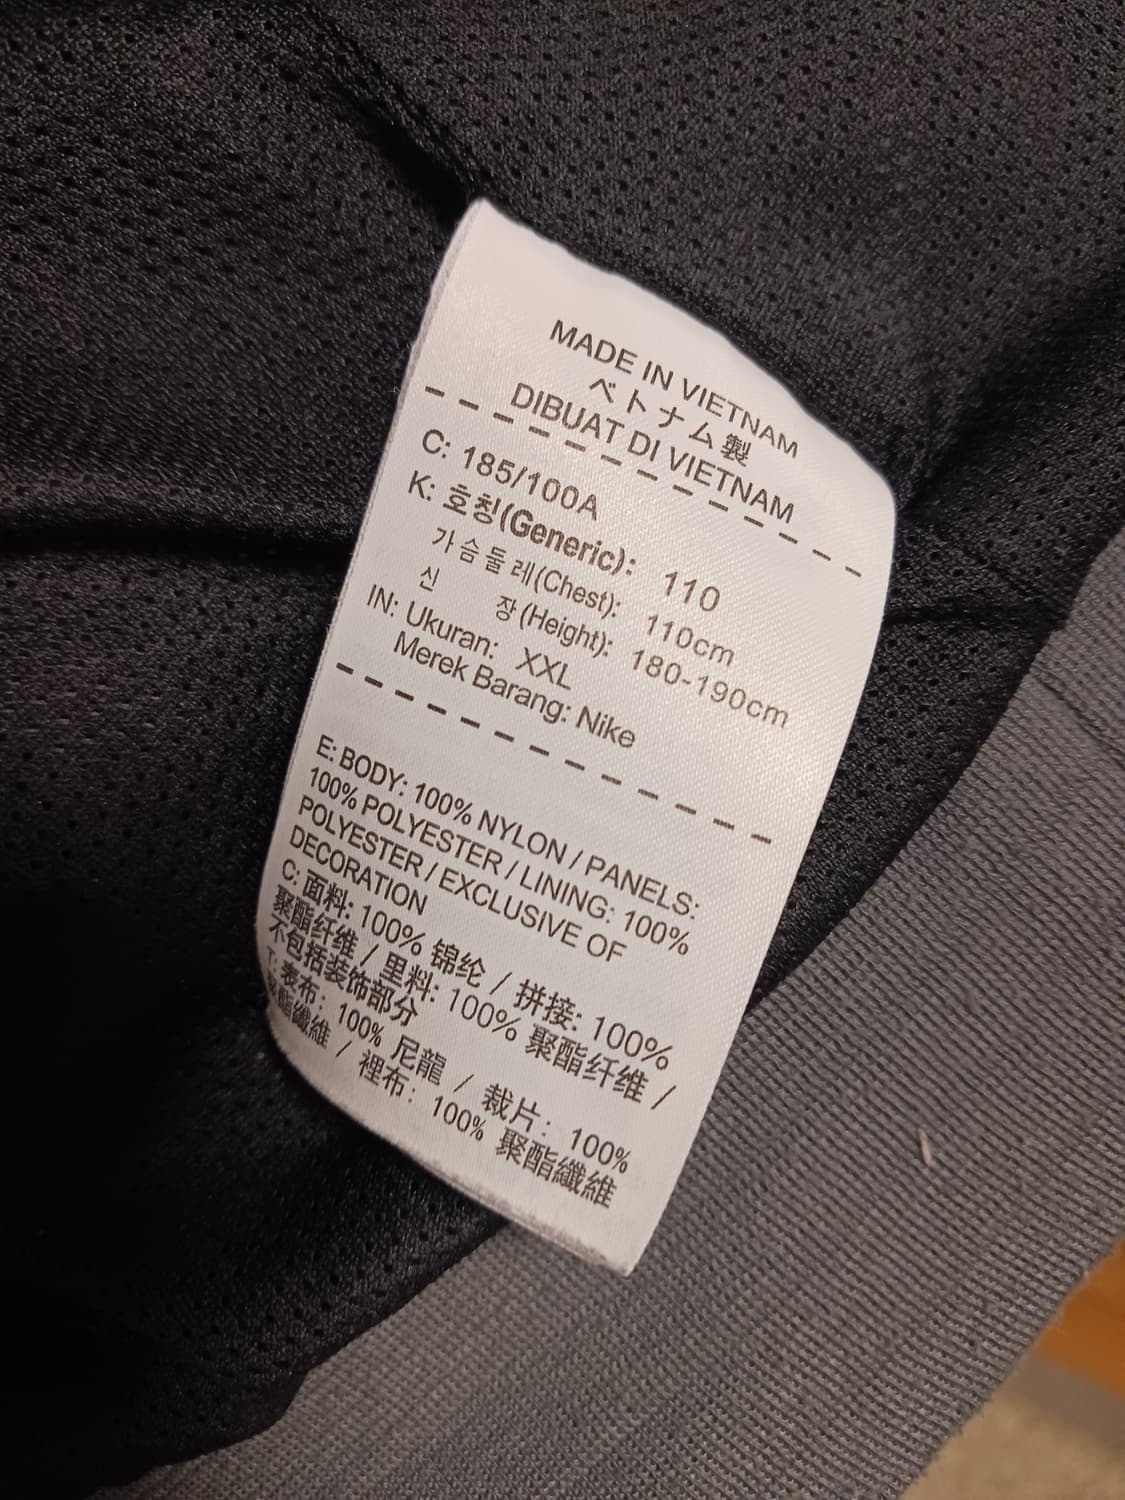 MADE IN VIETNAM
ベトナム製
DIBUAT DI VIETNAM
C: 185/100A
K: 호칭(Generic): 110
가슴둘레(Chest): 110cm
신 장(Height): 180-190cm
IN: Ukuran: XXL
Merek Barang: Nike
E: BODY: 100% NYLON / PANELS:
100% POLYESTER / LINING: 100%
POLYESTER / EXCLUSIVE OF
DECORATION
C: 面料: 100% 锦纶 / 拼接: 100%
聚酯纤维 / 里料: 100% 聚酯纤维 /
不包括装饰部分
T: 表布: 100% 尼龍 / 裁片: 100%
聚酯纖維 / 裡布: 100% 聚酯纖維